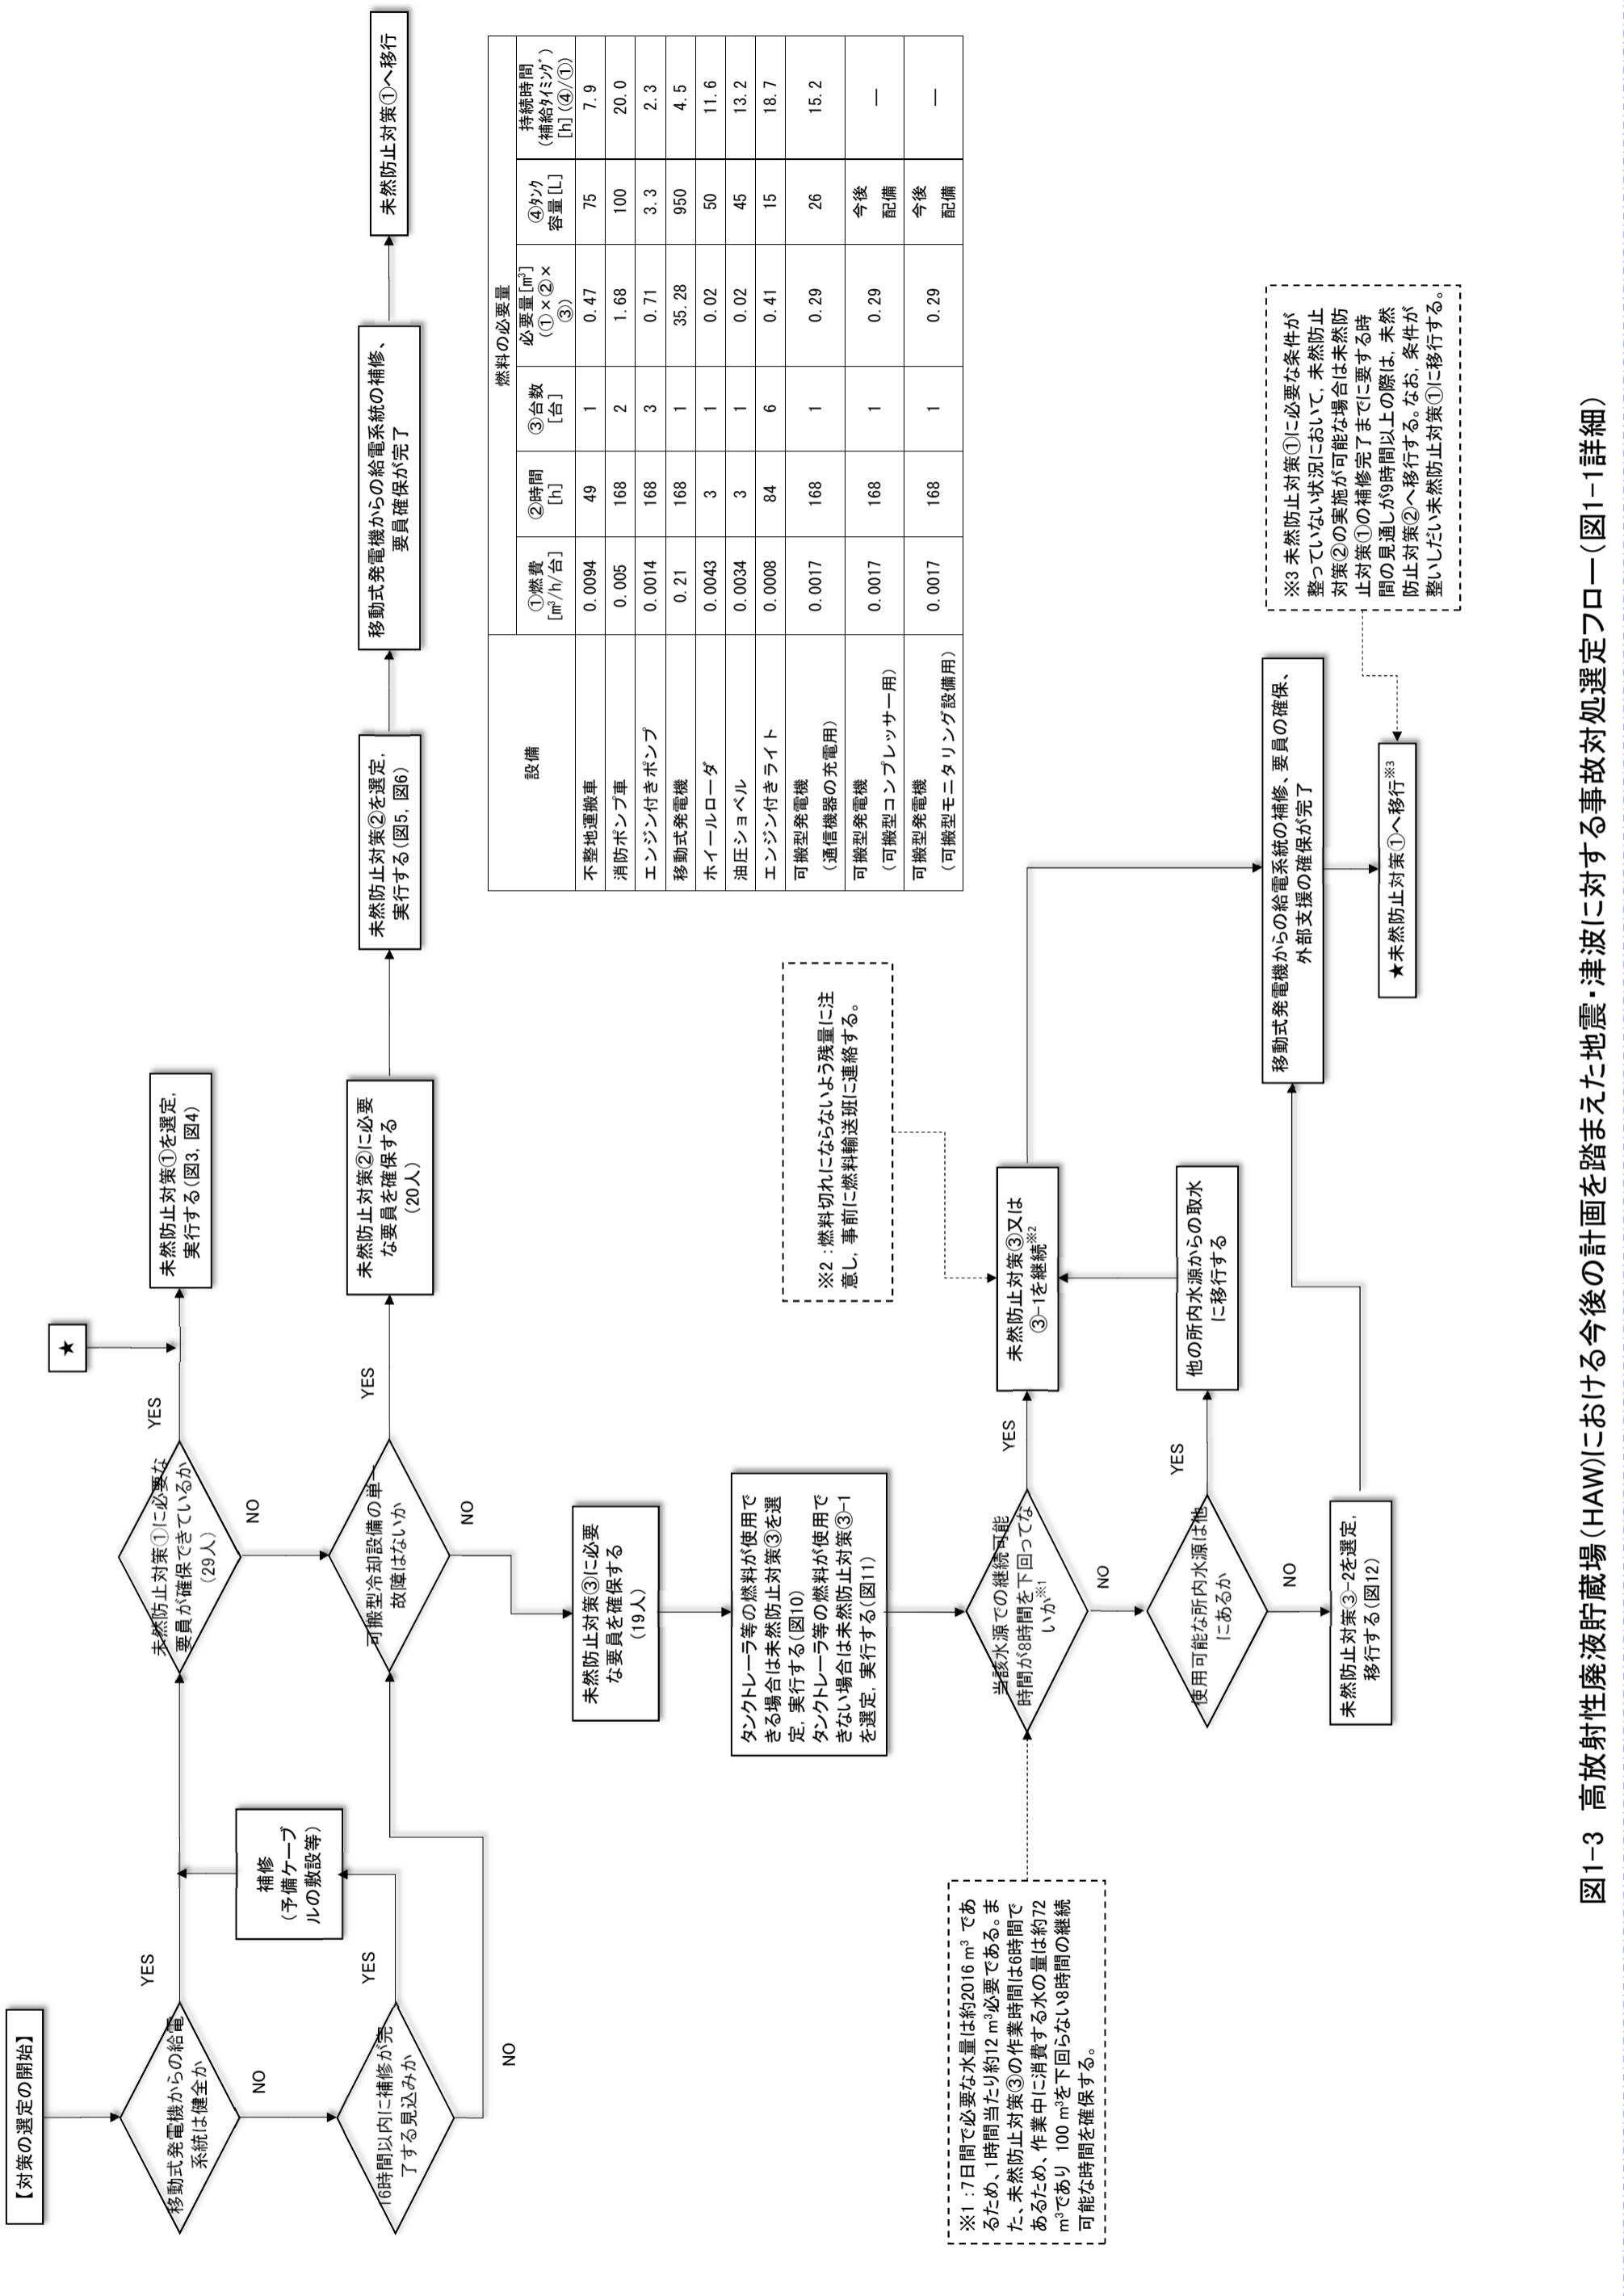 【対策の選定の開始】
移動式発電機からの給電
系統は健全か
YES
NO
16時間以内に補修が完
了する見込みか
YES
NO
補修
（予備ケーブ
ルの敷設等）
未然防止対策①に必要な
要員が確保できているか
（29人）
YES
NO
★
未然防止対策①を選定,
実行する（図3, 図4）
可搬型冷却設備の単一
故障はないか
YES
NO
未然防止対策②に必要
な要員を確保する
（20人）
未然防止対策②を選定,
実行する（図5, 図6）
移動式発電機からの給電系統の補修、
要員確保が完了
未然防止対策①へ移行
未然防止対策③に必要
な要員を確保する
（19人）
タンクトレーラ等の燃料が使用で
きる場合は未然防止対策③を選
定, 実行する（図10）
タンクトレーラ等の燃料が使用で
きない場合は未然防止対策③-1
を選定, 実行する（図11）
設備
燃料の必要量
①燃費
[㎥/h/台]
②時間
[h]
③台数
[台]
必要量[㎥]
（①×②×
③）
④ﾀﾝｸ
容量[L]
持続時間
（補給ﾀｲﾐﾝｸﾞ）
[h]（④/①）
不整地運搬車 0.0094 49 1 0.47 75 7.9
消防ポンプ車 0.005 168 2 1.68 100 20.0
エンジン付きポンプ 0.0014 168 3 0.71 3.3 2.3
移動式発電機 0.21 168 1 35.28 950 4.5
ホイールローダ 0.0043 3 1 0.02 50 11.6
油圧ショベル 0.0034 3 1 0.02 45 13.2
エンジン付きライト 0.0008 84 6 0.41 15 18.7
可搬型発電機
（通信機器の充電用） 0.0017 168 1 0.29 26 15.2
可搬型発電機
（可搬型コンプレッサー用） 0.0017 168 1 0.29 今後
配備 ―
可搬型発電機
（可搬型モニタリング設備用） 0.0017 168 1 0.29 今後
配備 ―
※1：7日間で必要な水量は約2016 m³ であ
るため、1時間当たり約12 m³必要である。ま
た、未然防止対策③の作業時間は6時間で
あるため、作業中に消費する水の量は約72
m³であり 100 m³を下回らない8時間の継続
可能な時間を確保する。
当該水源での継続可能
時間が8時間を下回ってな
いか※1
YES
NO
※2：燃料切れにならないよう残量に注
意し, 事前に燃料輸送班に連絡する。
未然防止対策③又は
③-1を継続※2
使用可能な所内水源は他
にあるか
YES
NO
他の所内水源からの取水
に移行する
未然防止対策③-2を選定,
移行する（図12）
移動式発電機からの給電系統の補修、要員の確保、
外部支援の確保が完了
★未然防止対策①へ移行※3
※3 未然防止対策①に必要な条件が
整っていない状況において, 未然防止
対策②の実施が可能な場合は未然防
止対策①の補修完了までに要する時
間の見通しが9時間以上の際は, 未然
防止対策②へ移行する。なお, 条件が
整いしだい未然防止対策①に移行する。
図1-3　高放射性廃液貯蔵場（HAW）における今後の計画を踏まえた地震・津波に対する事故対処選定フロー（図1-1詳細）